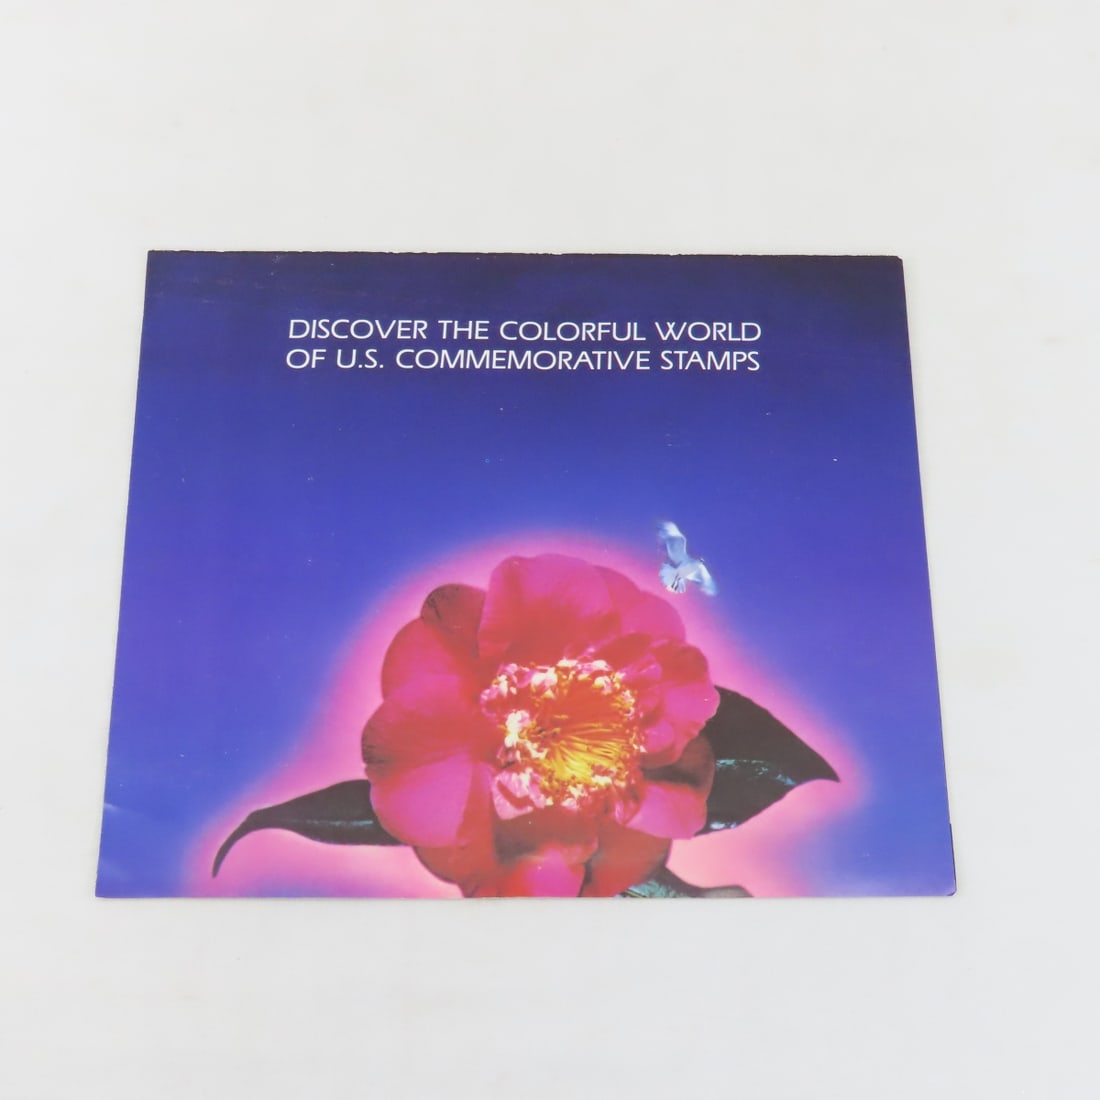 DISCOVER THE COLORFUL WORLD
OF U.S. COMMEMORATIVE STAMPS